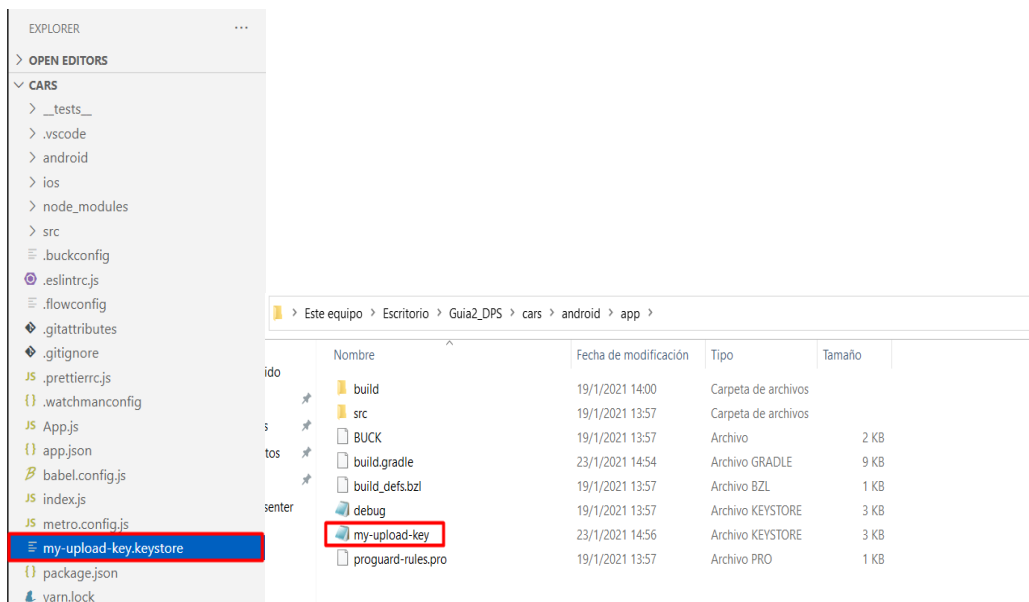 EXPLORER ...
OPEN EDITORS
CARS
__tests__
.vscode
android
ios
node_modules
src
.buckconfig
.eslintrc.js
.flowconfig
.gitattributes
.gitignore
JS .prettierrc.js
{} .watchmanconfig
JS App.js
{} app.json
babel.config.js
JS index.js
JS metro.config.js
my-upload-key.keystore
{} package.json
yarn.lock
Este equipo > Escritorio > Guia2_DPS > cars > android > app >
Nombre Fecha de modificación Tipo Tamaño
build 19/1/2021 14:00 Carpeta de archivos
src 19/1/2021 13:57 Carpeta de archivos
BUCK 19/1/2021 13:57 Archivo 2 KB
build.gradle 23/1/2021 14:54 Archivo GRADLE 9 KB
build_defs.bzl 19/1/2021 13:57 Archivo BZL 1 KB
debug 19/1/2021 13:57 Archivo KEYSTORE 3 KB
my-upload-key 23/1/2021 14:56 Archivo KEYSTORE 3 KB
proguard-rules.pro 19/1/2021 13:57 Archivo PRO 1 KB
ido
s
tos
senter